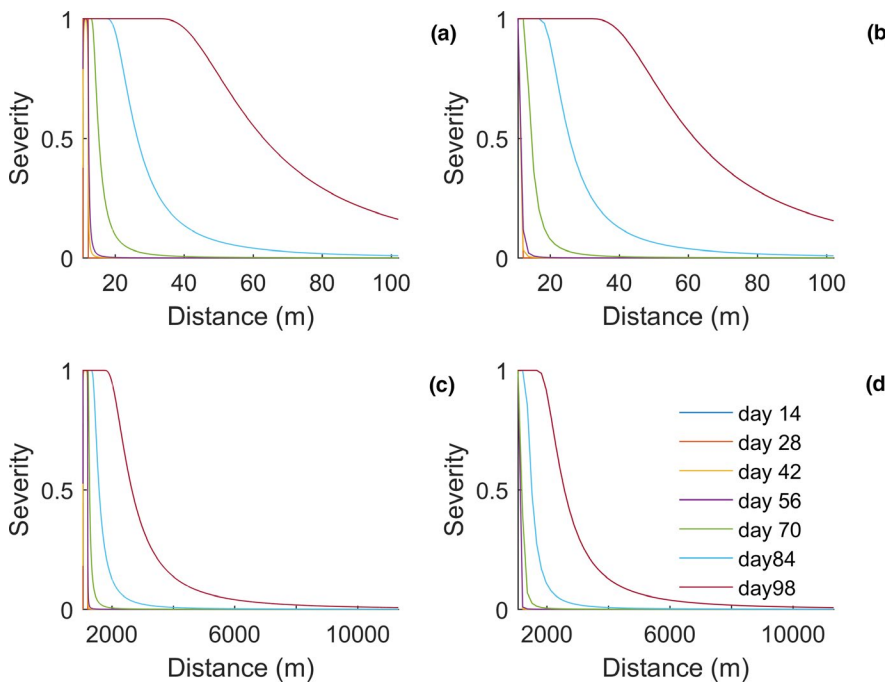 1
(a)
Severity
0.5
0
20 40 60 80 100
Distance (m)
1
(b
Severity
0.5
0
20 40 60 80 100
Distance (m)
1
(c)
Severity
0.5
0
2000 6000 10000
Distance (m)
1
(d
Severity
0.5
0
day 14
day 28
day 42
day 56
day 70
day84
day98
2000 6000 10000
Distance (m)